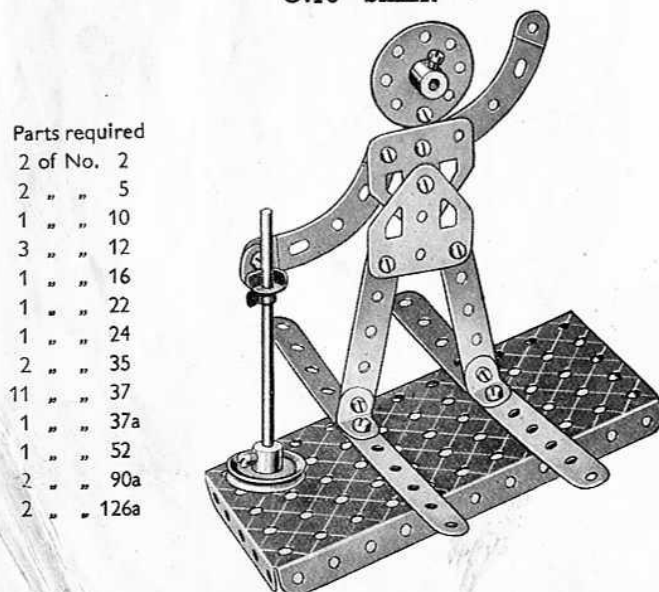 Parts required
2 of No. 2
2 „ „ 5
1 „ „ 10
3 „ „ 12
1 „ „ 16
1 „ „ 22
1 „ „ 24
2 „ „ 35
11 „ „ 37
1 „ „ 37a
1 „ „ 52
2 „ „ 90a
2 „ „ 126a